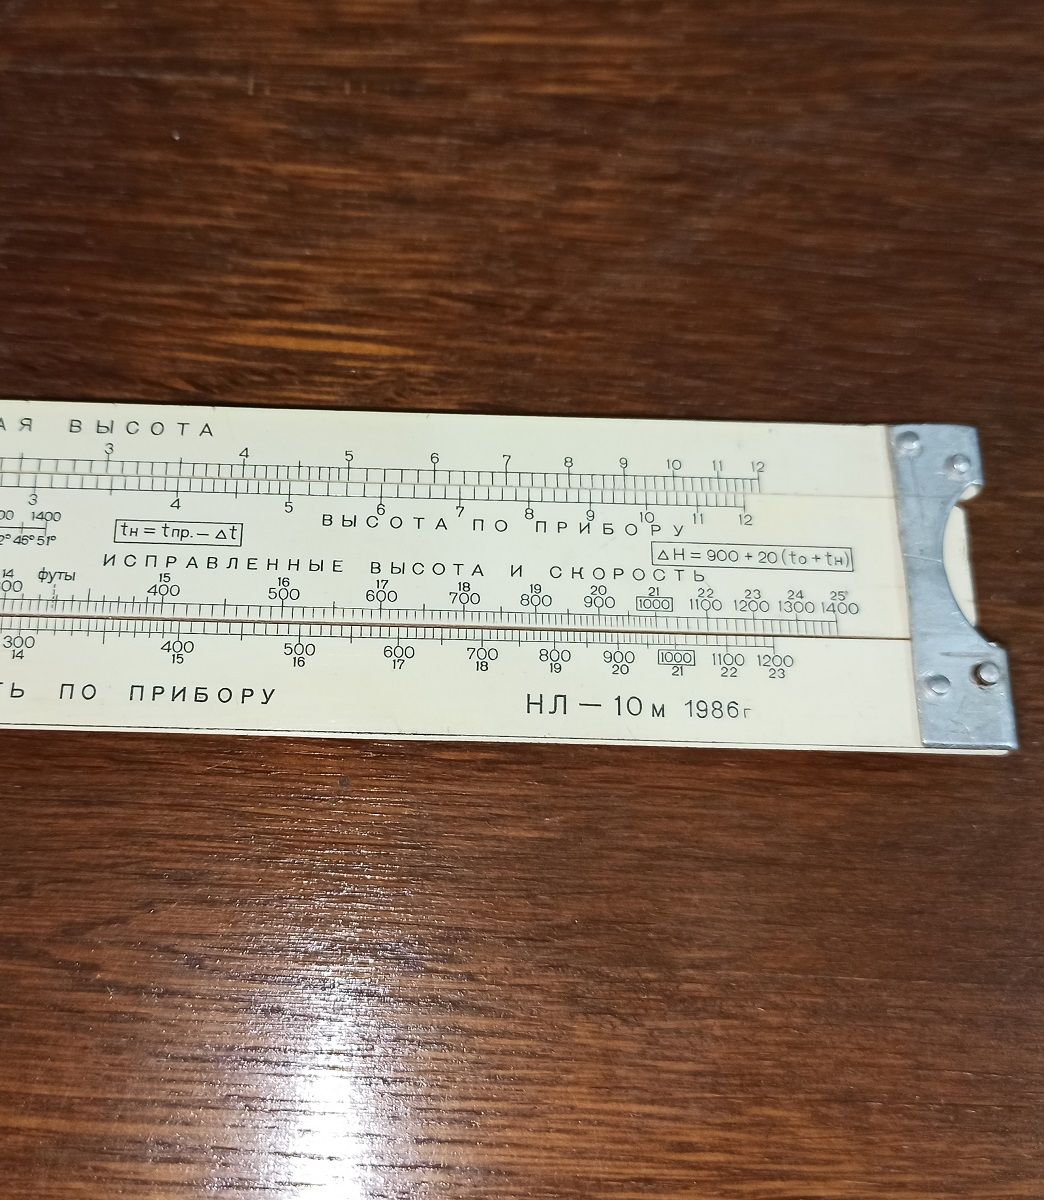 АЯ ВЫСОТА
3 4 5 6 7 8 9 10 11 12
3 4 5 6 7 8 9 10 11 12
ВЫСОТА ПО ПРИБОРУ
00 1400
2° 46° 51°
tн = tпр. – Δt
ΔH = 900 + 20 (to + tн)
ИСПРАВЛЕННЫЕ ВЫСОТА И СКОРОСТЬ
14 футы 15 16 17 18 19 20 21 22 23 24 25°
00 400 500 600 700 800 900 1000 1100 1200 1300 1400
300 400 500 600 700 800 900 1000 1100 1200
14 15 16 17 18 19 20 21 22 23
ТЬ ПО ПРИБОРУ
НЛ – 10м 1986г